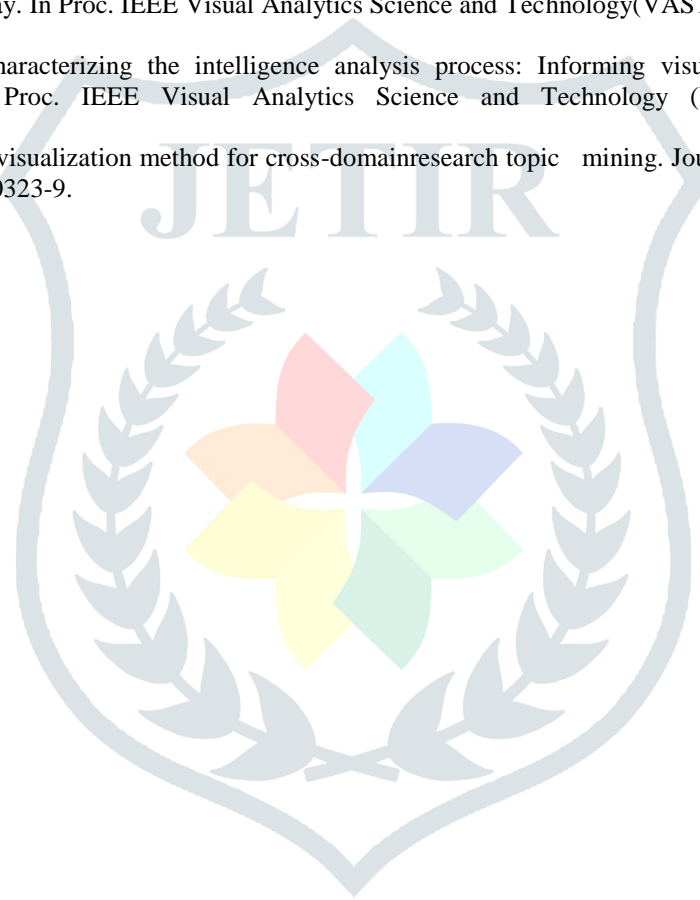 ay. In Proc. IEEE Visual Analytics Science and Technology(VAST
haracterizing the intelligence analysis process: Informing visu
Proc. IEEE Visual Analytics Science and Technology (
visualization method for cross-domainresearch topic mining. Jou
0323-9.
JETIR